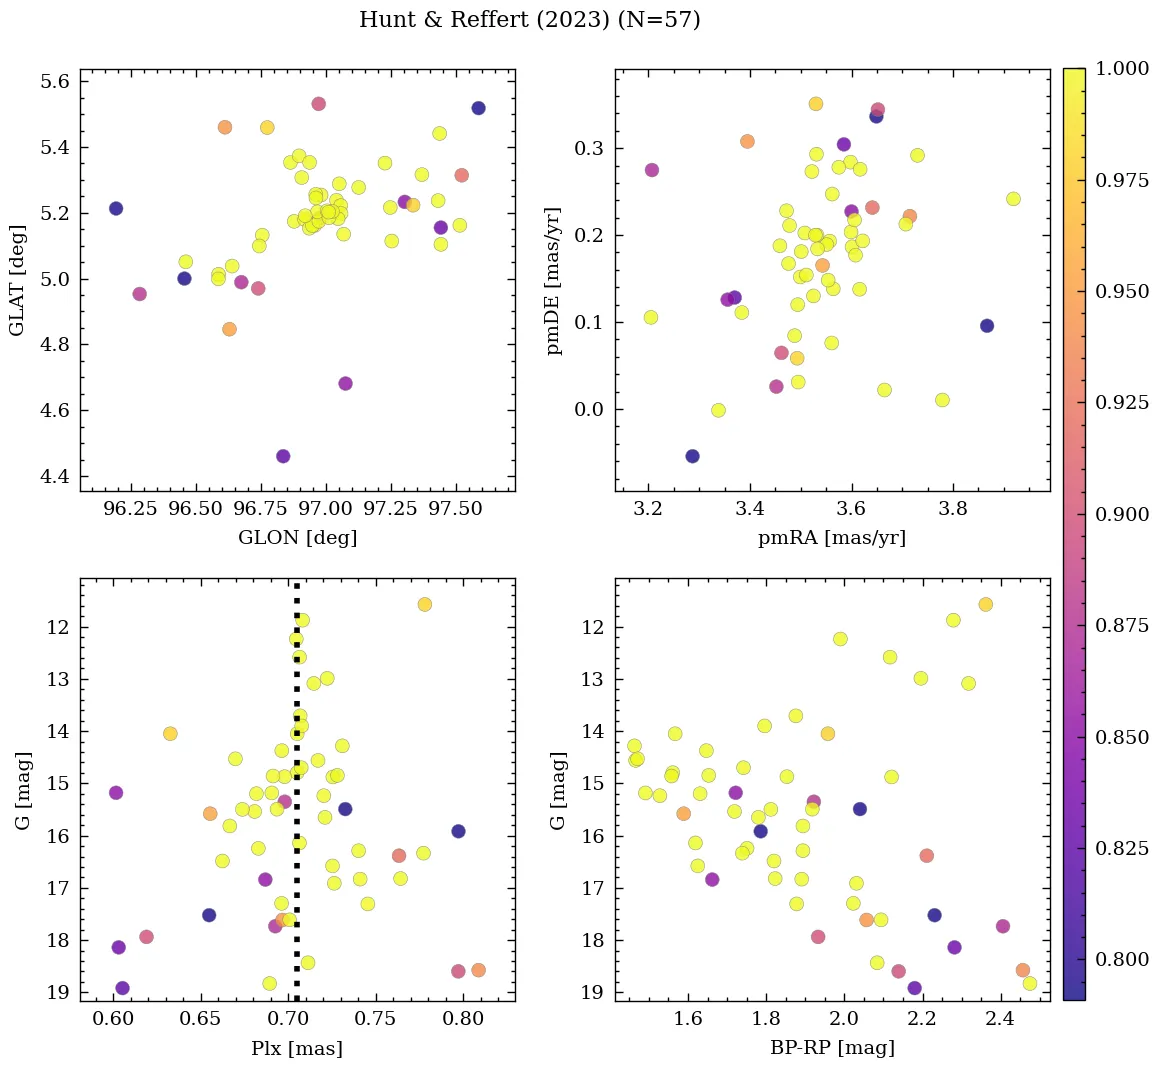 Hunt & Reffert (2023) (N=57)
5.6
5.4
5.2
5.0
4.8
4.6
4.4
GLAT [deg]
96.25 96.50 96.75 97.00 97.25 97.50
GLON [deg]
0.3
0.2
0.1
0.0
pmDE [mas/yr]
3.2 3.4 3.6 3.8
pmRA [mas/yr]
12
13
14
15
16
17
18
19
G [mag]
0.60 0.65 0.70 0.75 0.80
Plx [mas]
12
13
14
15
16
17
18
19
G [mag]
1.6 1.8 2.0 2.2 2.4
BP-RP [mag]
1.000
0.975
0.950
0.925
0.900
0.875
0.850
0.825
0.800